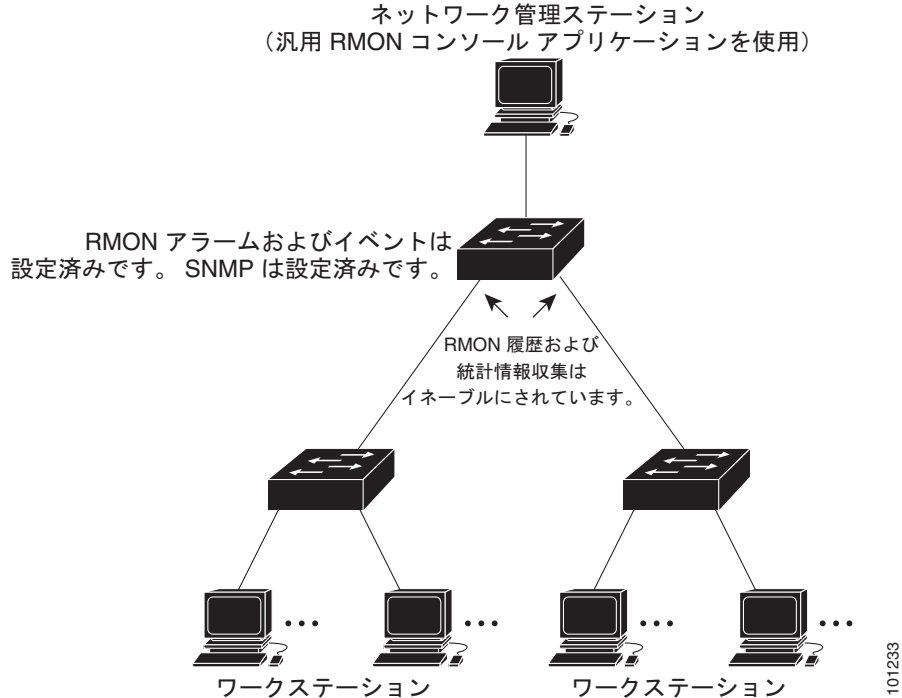 ネットワーク管理ステーション
（汎用 RMON コンソール アプリケーションを使用）
RMON アラームおよびイベントは
設定済みです。 SNMP は設定済みです。
RMON 履歴および
統計情報収集は
イネーブルにされています。
ワークステーション
ワークステーション
101233